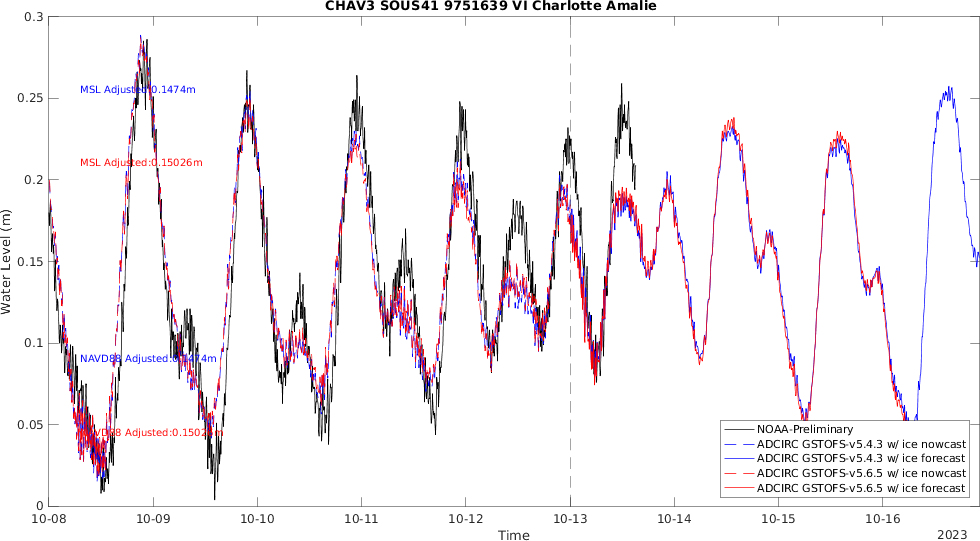 CHAV3 SOUS41 9751639 VI Charlotte Amalie
0.3
0.25
0.2
0.15
0.1
0.05
0
Water Level (m)
MSL Adjusted:0.1474m
MSL Adjusted:0.15026m
NAVD88 Adjusted:0.1474m
NAVD88 Adjusted:0.15026m
NOAA-Preliminary
ADCIRC GSTOFS-v5.4.3 w/ ice nowcast
ADCIRC GSTOFS-v5.4.3 w/ ice forecast
ADCIRC GSTOFS-v5.6.5 w/ ice nowcast
ADCIRC GSTOFS-v5.6.5 w/ ice forecast
10-08 10-09 10-10 10-11 10-12 10-13 10-14 10-15 10-16
Time
2023